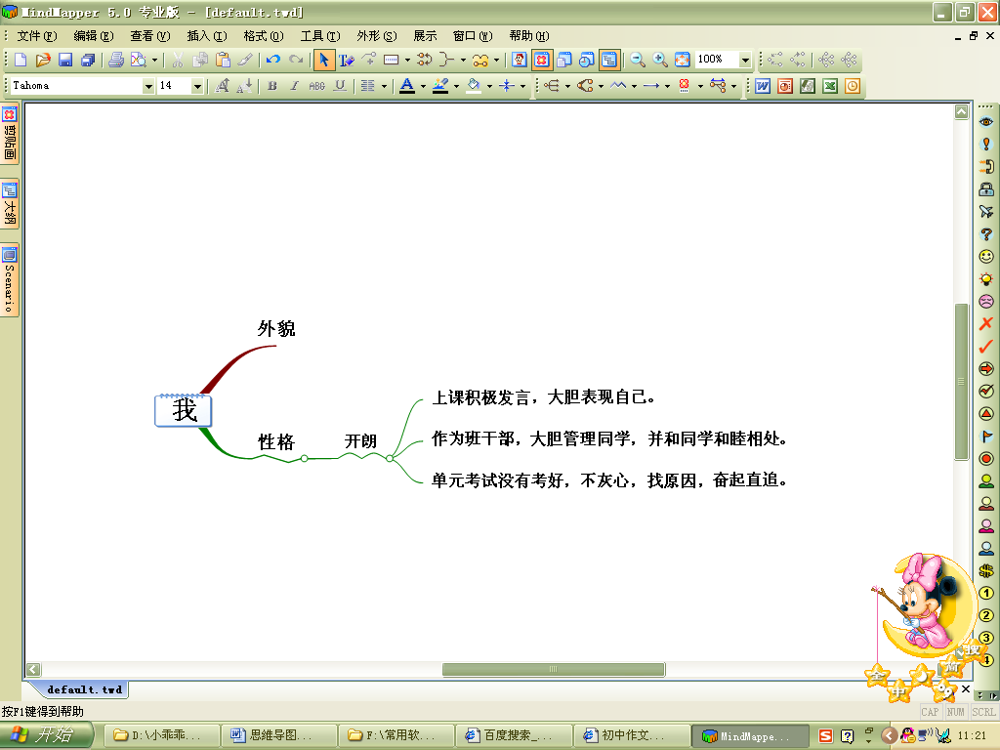 MindMapper 5.0 专业版 - [default.twd]
文件(F) 编辑(E) 查看(V) 插入(I) 格式(O) 工具(T) 外形(S) 展示 窗口(W) 帮助(H)
100%
Tahoma 14
剪贴画
大纲
Scenario
外貌
我
上课积极发言，大胆表现自己。
性格 开朗
作为班干部，大胆管理同学，并和同学和睦相处。
单元考试没有考好，不灰心，找原因，奋起直追。
default.twd
按F1键得到帮助
CAP NUM SCRL
开始 D:\小乖乖... 思维导图... F:\常用软... 百度搜索_... 初中作文... MindMappe... 11:21